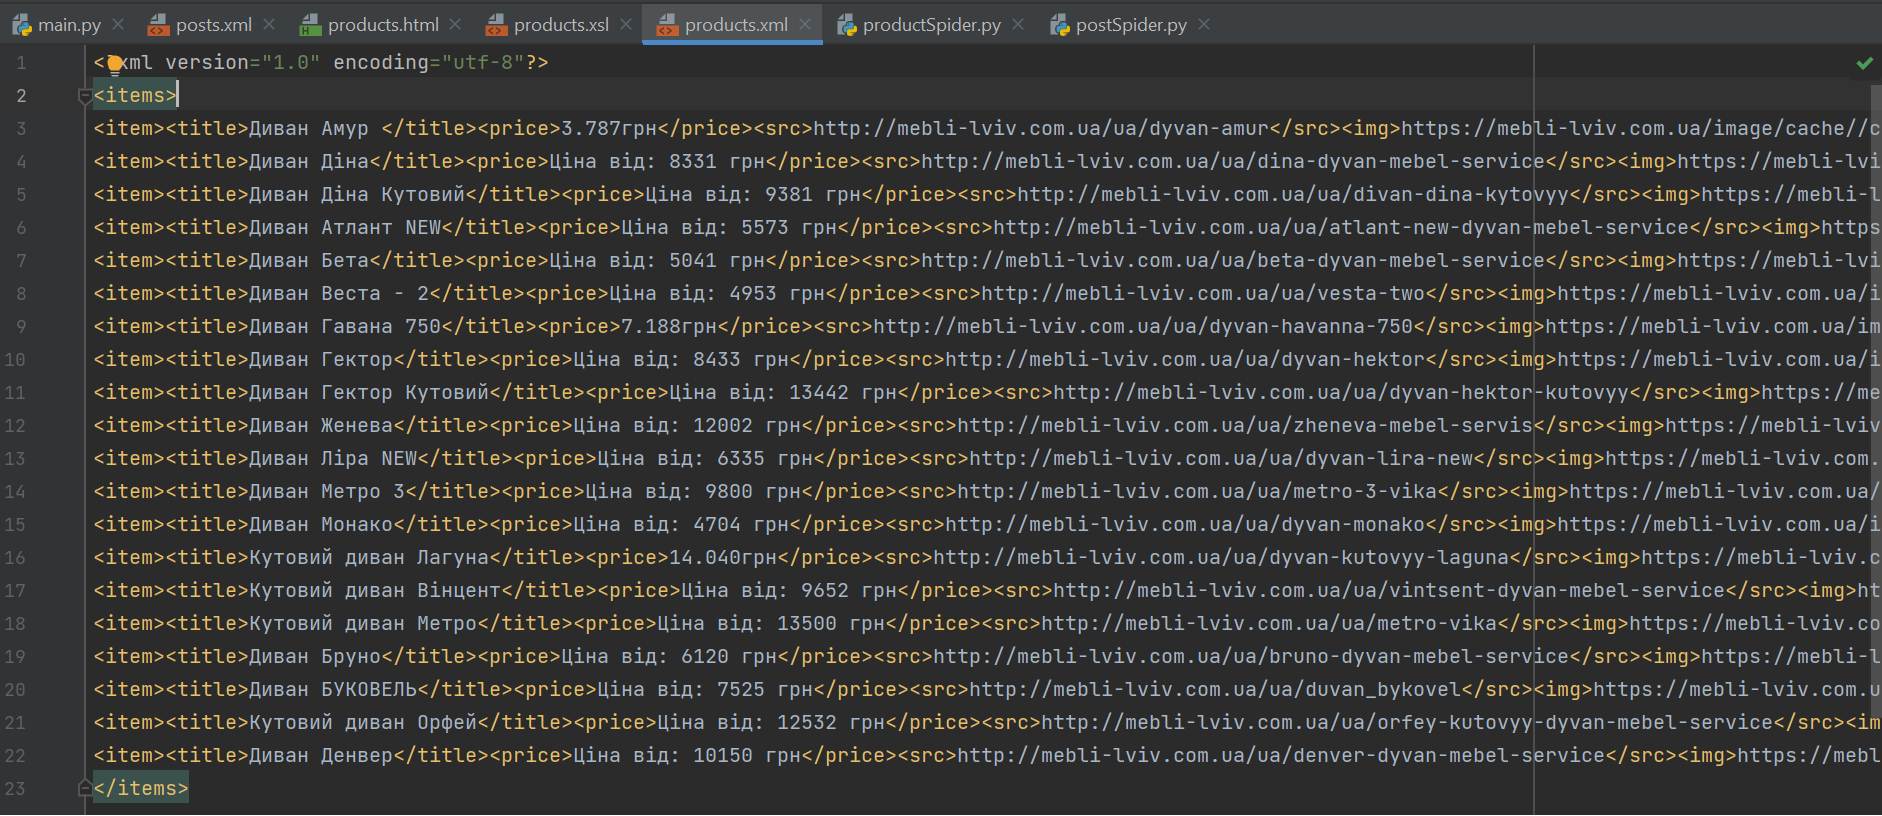 main.py posts.xml products.html products.xsl products.xml productSpider.py postSpider.py
1 <?xml version="1.0" encoding="utf-8"?>
2 <items>
3 <item><title>Диван Амур </title><price>3.787грн</price><src>http://mebli-lviv.com.ua/ua/dyvan-amur</src><img>https://mebli-lviv.com.ua/image/cache//c
4 <item><title>Диван Діна</title><price>Ціна від: 8331 грн</price><src>http://mebli-lviv.com.ua/ua/dina-dyvan-mebel-service</src><img>https://mebli-lvi
5 <item><title>Диван Діна Кутовий</title><price>Ціна від: 9381 грн</price><src>http://mebli-lviv.com.ua/ua/divan-dina-kytovyy</src><img>https://mebli-l
6 <item><title>Диван Атлант NEW</title><price>Ціна від: 5573 грн</price><src>http://mebli-lviv.com.ua/ua/atlant-new-dyvan-mebel-service</src><img>https
7 <item><title>Диван Бета</title><price>Ціна від: 5041 грн</price><src>http://mebli-lviv.com.ua/ua/beta-dyvan-mebel-service</src><img>https://mebli-lvi
8 <item><title>Диван Веста - 2</title><price>Ціна від: 4953 грн</price><src>http://mebli-lviv.com.ua/ua/vesta-two</src><img>https://mebli-lviv.com.ua/i
9 <item><title>Диван Гавана 750</title><price>7.188грн</price><src>http://mebli-lviv.com.ua/ua/dyvan-havanna-750</src><img>https://mebli-lviv.com.ua/im
10 <item><title>Диван Гектор</title><price>Ціна від: 8433 грн</price><src>http://mebli-lviv.com.ua/ua/dyvan-hektor</src><img>https://mebli-lviv.com.ua/i
11 <item><title>Диван Гектор Кутовий</title><price>Ціна від: 13442 грн</price><src>http://mebli-lviv.com.ua/ua/dyvan-hektor-kutovyy</src><img>https://me
12 <item><title>Диван Женева</title><price>Ціна від: 12002 грн</price><src>http://mebli-lviv.com.ua/ua/zheneva-mebel-servis</src><img>https://mebli-lviv
13 <item><title>Диван Ліра NEW</title><price>Ціна від: 6335 грн</price><src>http://mebli-lviv.com.ua/ua/dyvan-lira-new</src><img>https://mebli-lviv.com.
14 <item><title>Диван Метро 3</title><price>Ціна від: 9800 грн</price><src>http://mebli-lviv.com.ua/ua/metro-3-vika</src><img>https://mebli-lviv.com.ua/
15 <item><title>Диван Монако</title><price>Ціна від: 4704 грн</price><src>http://mebli-lviv.com.ua/ua/dyvan-monako</src><img>https://mebli-lviv.com.ua/i
16 <item><title>Кутовий диван Лагуна</title><price>14.040грн</price><src>http://mebli-lviv.com.ua/ua/dyvan-kutovyy-laguna</src><img>https://mebli-lviv.c
17 <item><title>Кутовий диван Вінцент</title><price>Ціна від: 9652 грн</price><src>http://mebli-lviv.com.ua/ua/vintsent-dyvan-mebel-service</src><img>ht
18 <item><title>Кутовий диван Метро</title><price>Ціна від: 13500 грн</price><src>http://mebli-lviv.com.ua/ua/metro-vika</src><img>https://mebli-lviv.co
19 <item><title>Диван Бруно</title><price>Ціна від: 6120 грн</price><src>http://mebli-lviv.com.ua/ua/bruno-dyvan-mebel-service</src><img>https://mebli-l
20 <item><title>Диван БУКОВЕЛЬ</title><price>Ціна від: 7525 грн</price><src>http://mebli-lviv.com.ua/ua/duvan_bykovel</src><img>https://mebli-lviv.com.u
21 <item><title>Кутовий диван Орфей</title><price>Ціна від: 12532 грн</price><src>http://mebli-lviv.com.ua/ua/orfey-kutovyy-dyvan-mebel-service</src><im
22 <item><title>Диван Денвер</title><price>Ціна від: 10150 грн</price><src>http://mebli-lviv.com.ua/ua/denver-dyvan-mebel-service</src><img>https://mebl
23 </items>